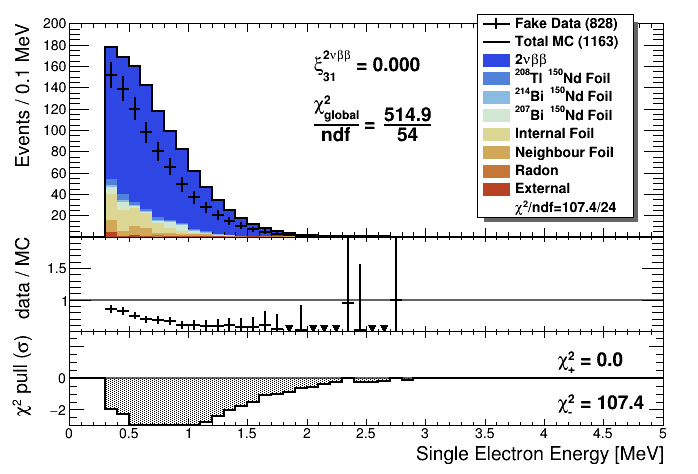 Events / 0.1 MeV
200
180
160
140
120
100
80
60
40
20
ξ³¹²νββ = 0.000
χ²global / ndf = 514.9 / 54
Fake Data (828)
Total MC (1163)
2νββ
²⁰⁸Tl ¹⁵⁰Nd Foil
²¹⁴Bi ¹⁵⁰Nd Foil
²⁰⁷Bi ¹⁵⁰Nd Foil
Internal Foil
Neighbour Foil
Radon
External
χ²/ndf=107.4/24
data / MC
1.5
1
χ² pull (σ)
0
−2
χ²₊ = 0.0
χ²₋ = 107.4
0 0.5 1 1.5 2 2.5 3 3.5 4 4.5 5
Single Electron Energy [MeV]